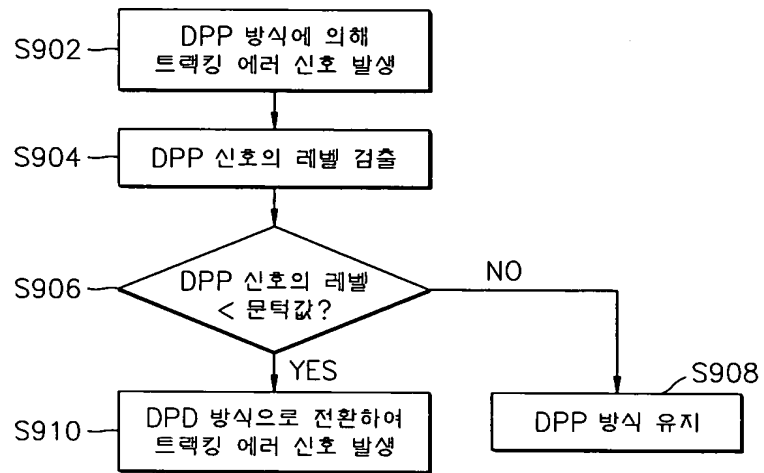 S902
DPP 방식에 의해
트랙킹 에러 신호 발생
S904
DPP 신호의 레벨 검출
S906
DPP 신호의 레벨
< 문턱값?
NO
YES
S908
DPP 방식 유지
S910
DPD 방식으로 전환하여
트랙킹 에러 신호 발생